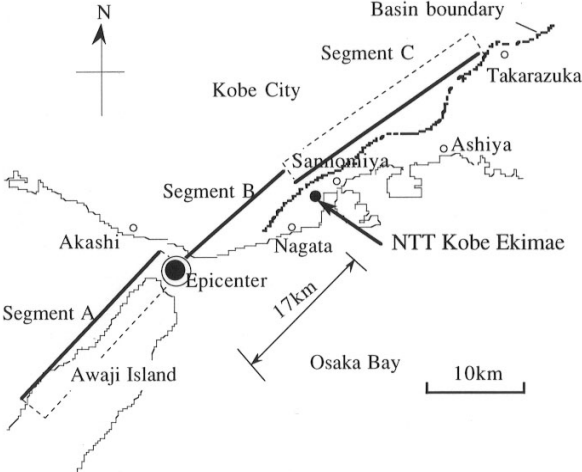 Basin boundary
N
Segment C
Takarazuka
Kobe City
Ashiya
Sannomiya
Segment B
Akashi
Nagata
NTT Kobe Ekimae
Epicenter
17km
Segment A
Osaka Bay
Awaji Island
10km